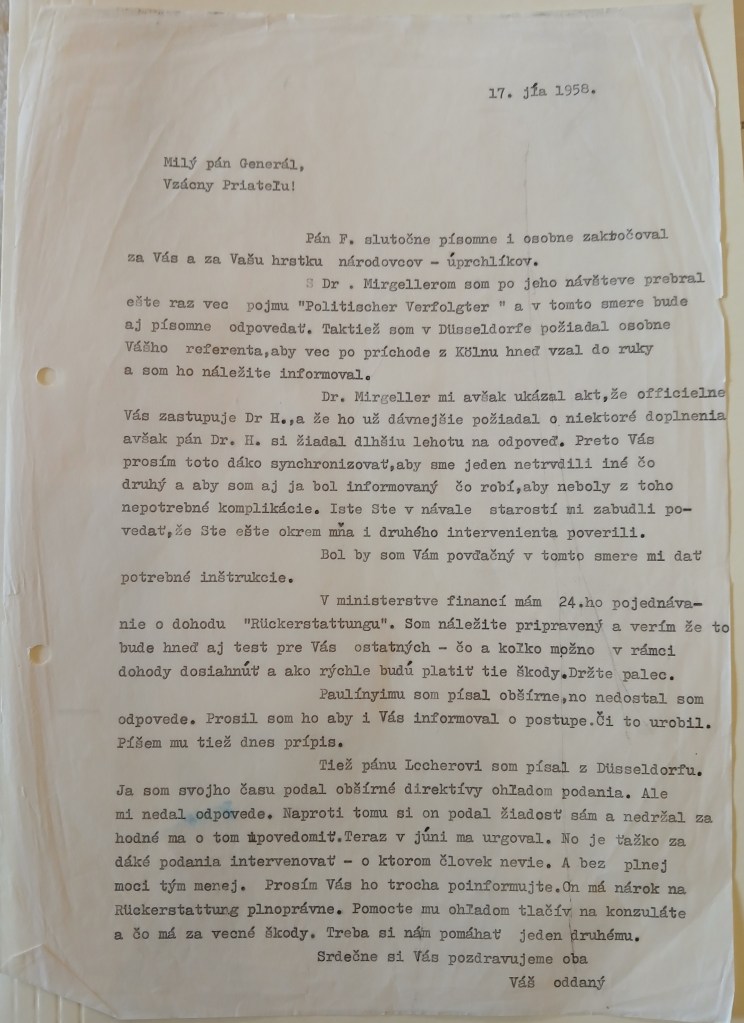 17. jía 1958.
Milý pán Generál,
Vzácny Priateľu!
Pán F. slutočne písomne i osobne zakročoval
za Vás a za Vašu hrstku národovcov - úprchlíkov.
S Dr . Mirgellerom som po jeho návšteve prebral
ešte raz vec pojmu "Politischer Verfolgter " a v tomto smere bude
aj písomne odpovedať. Taktiež som v Düsseldorfe požiadal osobne
Vášho referenta,aby vec po príchode z Kölnu hneď vzal do ruky
a som ho náležite informoval.
Dr. Mirgeller mi avšak ukázal akt,že officielne
Vás zastupuje Dr H.,a že ho už dávnejšie požiadal o niektoré doplnenia
avšak pán Dr. H. si žiadal dlhšiu lehotu na odpoveď. Preto Vás
prosím toto dáko synchronizovať,aby sme jeden netrvdili iné čo
druhý a aby som aj ja bol informovaný čo robí,aby neboly z toho
nepotrebné komplikácie. Iste Ste v návale starostí mi zabudli po-
vedať,že Ste ešte okrem mňa i druhého intervenienta poverili.
Bol by som Vám povďačný v tomto smere mi dať
potrebné inštrukcie.
V ministerstve financí mám 24.ho pojednáva-
nie o dohodu "Rückerstattungu". Som náležite pripravený a verím že to
bude hneď aj test pre Vás ostatných - čo a koľko možno v rámci
dohody dosiahnúť a ako rýchle budú platiť tie škody.Držte palec.
Paulínyimu som písal obšírne,no nedostal som
odpovede. Prosil som ho aby i Vás informoval o postupe.Či to urobil.
Píšem mu tiež dnes prípis.
Tiež pánu Lccherovi som písal z Düsseldorfu.
Ja som svojho času podal obšírné direktívy ohľadom podania. Ale
mi nedal odpovede. Naproti tomu si on podal žiadosť sám a nedržal za
hodné ma o tom upovedomiť.Teraz v júni ma urgoval. No je ťažko za
dáké podania intervenovať - o ktorom človek nevie. A bez plnej
moci tým menej. Prosím Vás ho trocha poinformujte.On má nárok na
Rückerstattung plnoprávne. Pomocte mu ohľadom tlačív na konzuláte
a čo má za vecné škody. Treba si nám pomáhať jeden druhému.
Srdečne si Vás pozdravujeme oba
Váš oddaný